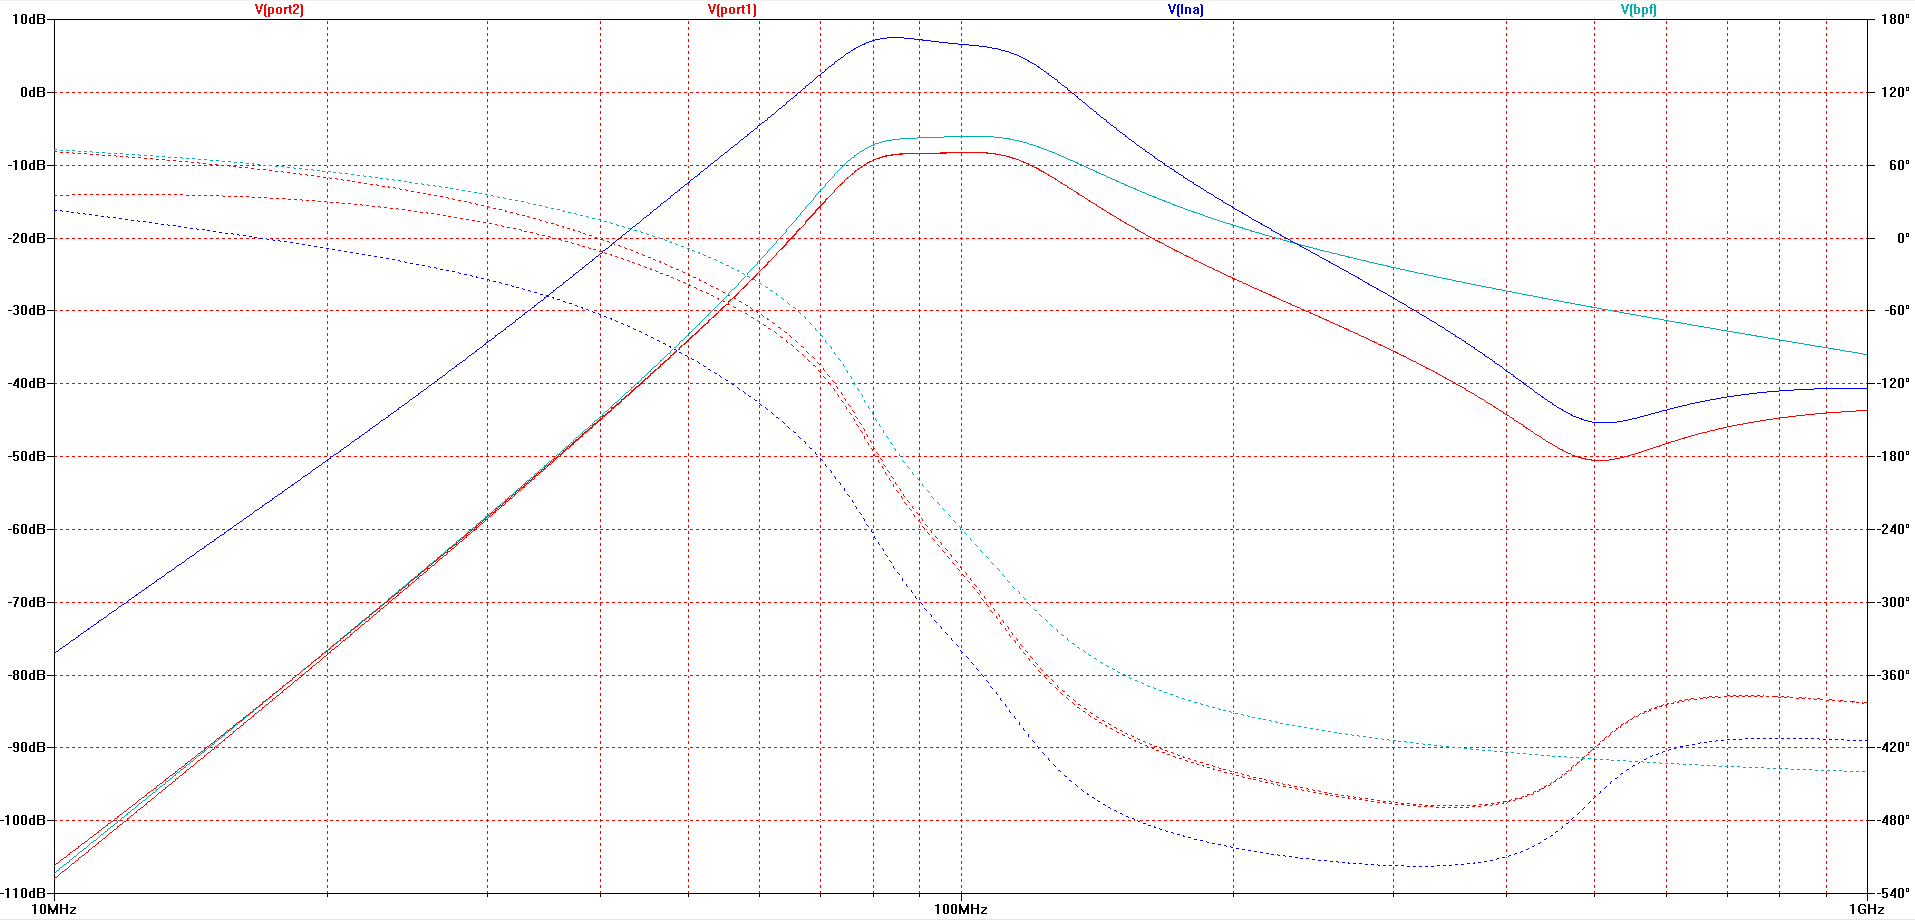 V(port2) V(port1) V(lna) V(bpf)
10dB 180°
0dB 120°
-10dB 60°
-20dB 0°
-30dB -60°
-40dB -120°
-50dB -180°
-60dB -240°
-70dB -300°
-80dB -360°
-90dB -420°
-100dB -480°
-110dB -540°
10MHz 100MHz 1GHz